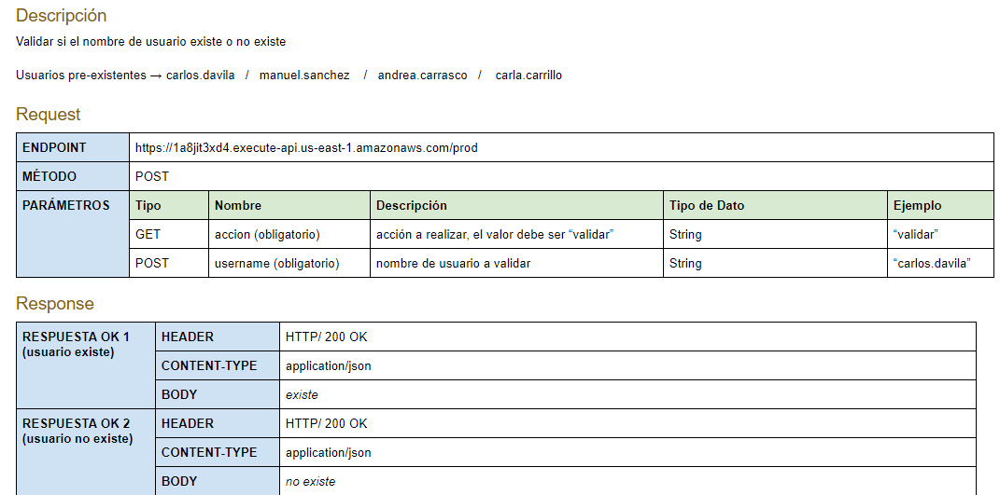 Descripción
Validar si el nombre de usuario existe o no existe
Usuarios pre-existentes → carlos.davila / manuel.sanchez / andrea.carrasco / carla.carrillo
Request
ENDPOINT https://1a8jit3xd4.execute-api.us-east-1.amazonaws.com/prod
MÉTODO POST
PARÁMETROS Tipo Nombre Descripción Tipo de Dato Ejemplo
GET accion (obligatorio) acción a realizar, el valor debe ser “validar” String “validar”
POST username (obligatorio) nombre de usuario a validar String “carlos.davila”
Response
RESPUESTA OK 1 HEADER HTTP/ 200 OK
(usuario existe)
CONTENT-TYPE application/json
BODY existe
RESPUESTA OK 2 HEADER HTTP/ 200 OK
(usuario no existe)
CONTENT-TYPE application/json
BODY no existe